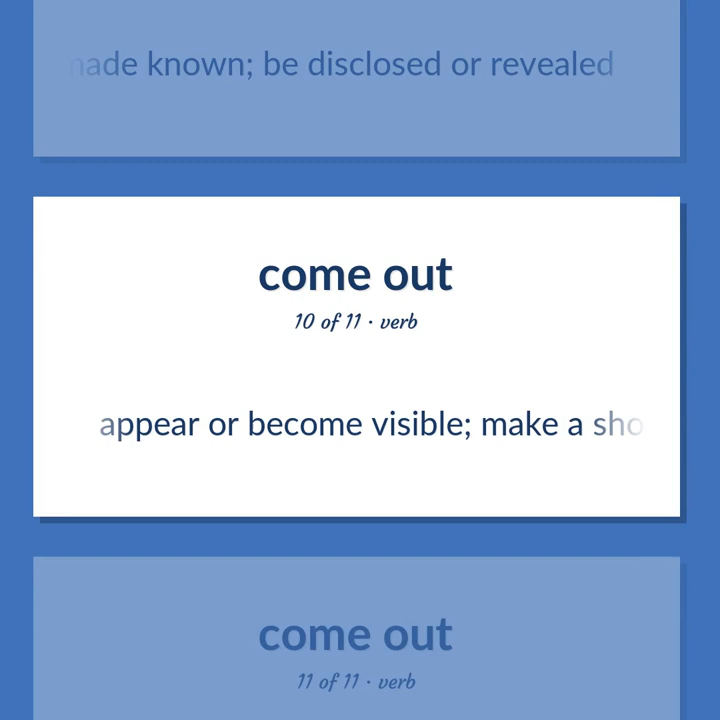 made known; be disclosed or revealed
come out
10 of 11 · verb
appear or become visible; make a sho
come out
11 of 11 · verb